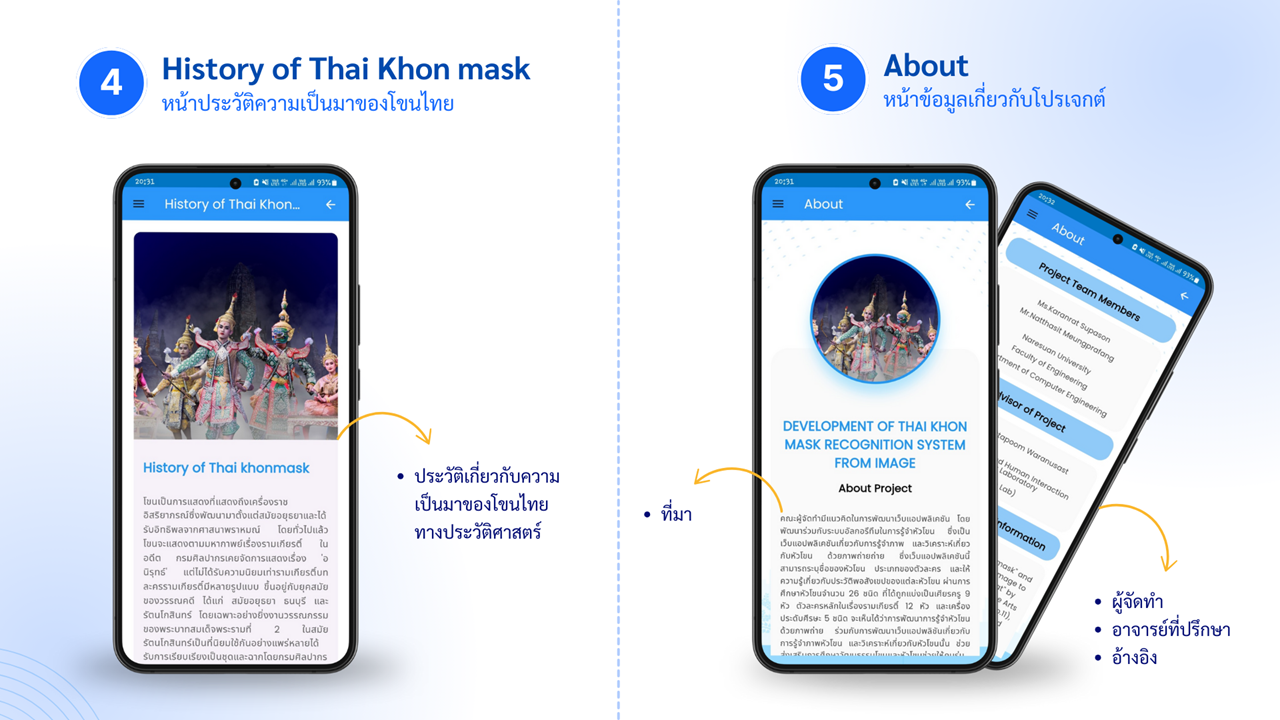 4
History of Thai Khon mask
หน้าประวัติความเป็นมาของโขนไทย
20:31
93%
History of Thai Khon...
History of Thai khonmask
โขนเป็นการแสดงที่แสดงถึงเครื่องราช
อิสริยาภรณ์ซึ่งพัฒนามาตั้งแต่สมัยอยุธยาและได้
รับอิทธิพลจากศาสนาพราหมณ์ โดยทั่วไปแล้ว
โขนจะแสดงตามมหากาพย์เรื่องรามเกียรติ์ ใน
อดีต กรมศิลปากรเคยจัดการแสดงเรื่อง 'อ
นิรุทธ์' แต่ไม่ได้รับความนิยมเท่ารามเกียรติ์บท
ละครรามเกียรติ์มีหลายรูปแบบ ขึ้นอยู่กับยุคสมัย
ของวรรณคดี ได้แก่ สมัยอยุธยา ธนบุรี และ
รัตนโกสินทร์ โดยเฉพาะอย่างยิ่งงานวรรณกรรม
ของพระบาทสมเด็จพระรามที่ 2 ในสมัย
รัตนโกสินทร์เป็นที่นิยมใช้กันอย่างแพร่หลายได้
รับการเรียบเรียงเป็นชุดและฉากโดยกรมศิลปากร
• ประวัติเกี่ยวกับความ
เป็นมาของโขนไทย
ทางประวัติศาสตร์
5
About
หน้าข้อมูลเกี่ยวกับโปรเจกต์
20:31
93%
About
DEVELOPMENT OF THAI KHON
MASK RECOGNITION SYSTEM
FROM IMAGE
About Project
คณะผู้จัดทำมีแนวคิดในการพัฒนาเว็บแอปพลิเคชัน โดย
พัฒนาร่วมกับระบบอัลกอริทึมในการรู้จำหัวโขน ซึ่งเป็น
เว็บแอปพลิเคชันเกี่ยวกับการรู้จำภาพ และวิเคราะห์เกี่ยว
กับหัวโขน ด้วยภาพถ่ายถ่าย ซึ่งเว็บแอปพลิเคชันนี้
สามารถระบุชื่อของหัวโขน ประเภทของตัวละคร และให้
ความรู้เกี่ยวกับประวัติพอสังเขปของแต่ละหัวโขน ผ่านการ
ศึกษาหัวโขนจำนวน 26 ชนิด ที่ได้ถูกแบ่งเป็นเศียรครู 9
หัว ตัวละครหลักในเรื่องรามเกียรติ์ 12 หัว และเครื่อง
ประดับศีรษะ 5 ชนิด จะเห็นได้ว่าการพัฒนาการรู้จำหัวโขน
ด้วยภาพถ่าย ร่วมกับการพัฒนาเว็บแอปพลิเคชันเกี่ยวกับ
การรู้จำภาพหัวโขน และวิเคราะห์เกี่ยวกับหัวโขนนั้น ช่วย
• ที่มา
20:32
93%
About
Project Team Members
Ms.Karanrat Supason
Mr.Natthasit Meungprafang
Naresuan University
Faculty of Engineering
rtment of Computer Engineering
dvisor of Project
tapoom Waranusast
nd Human Interaction
Laboratory
Lab)
nformation
mask" and
mage to
at" by
e Arts
o.11),
• ผู้จัดทำ
• อาจารย์ที่ปรึกษา
• อ้างอิง